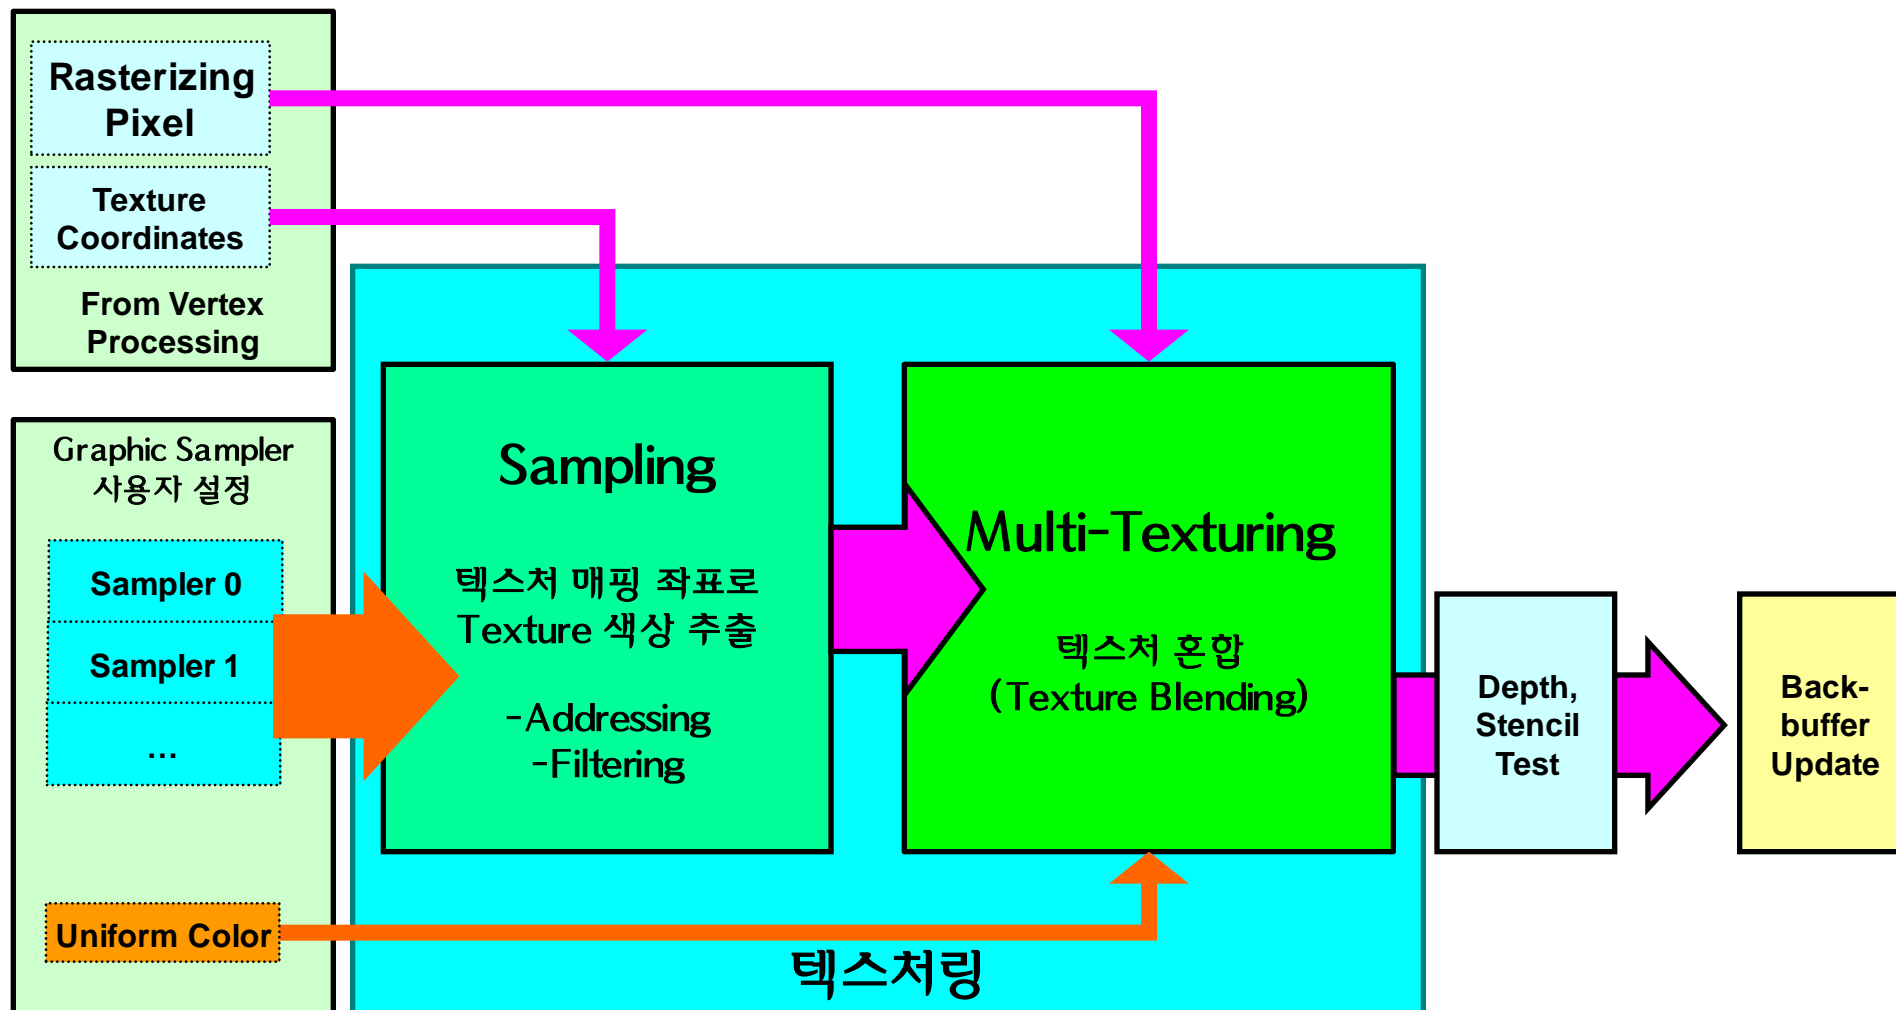 Rasterizing
Pixel
Texture
Coordinates
From Vertex
Processing
Graphic Sampler
사용자 설정
Sampler 0
Sampler 1
...
Uniform Color
Sampling
텍스처 매핑 좌표로
Texture 색상 추출
-Addressing
-Filtering
Multi-Texturing
텍스처 혼합
(Texture Blending)
텍스처링
Depth,
Stencil
Test
Back-
buffer
Update